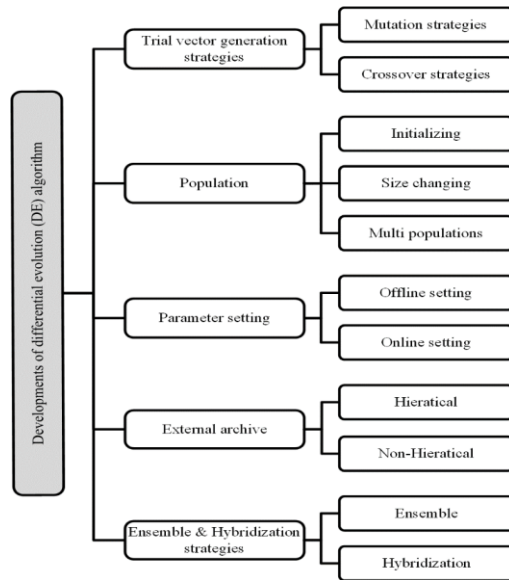 Developments of differential evolution (DE) algorithm
Trial vector generation
strategies
Mutation strategies
Crossover strategies
Population
Initializing
Size changing
Multi populations
Parameter setting
Offline setting
Online setting
External archive
Hieratical
Non-Hieratical
Ensemble & Hybridization
strategies
Ensemble
Hybridization